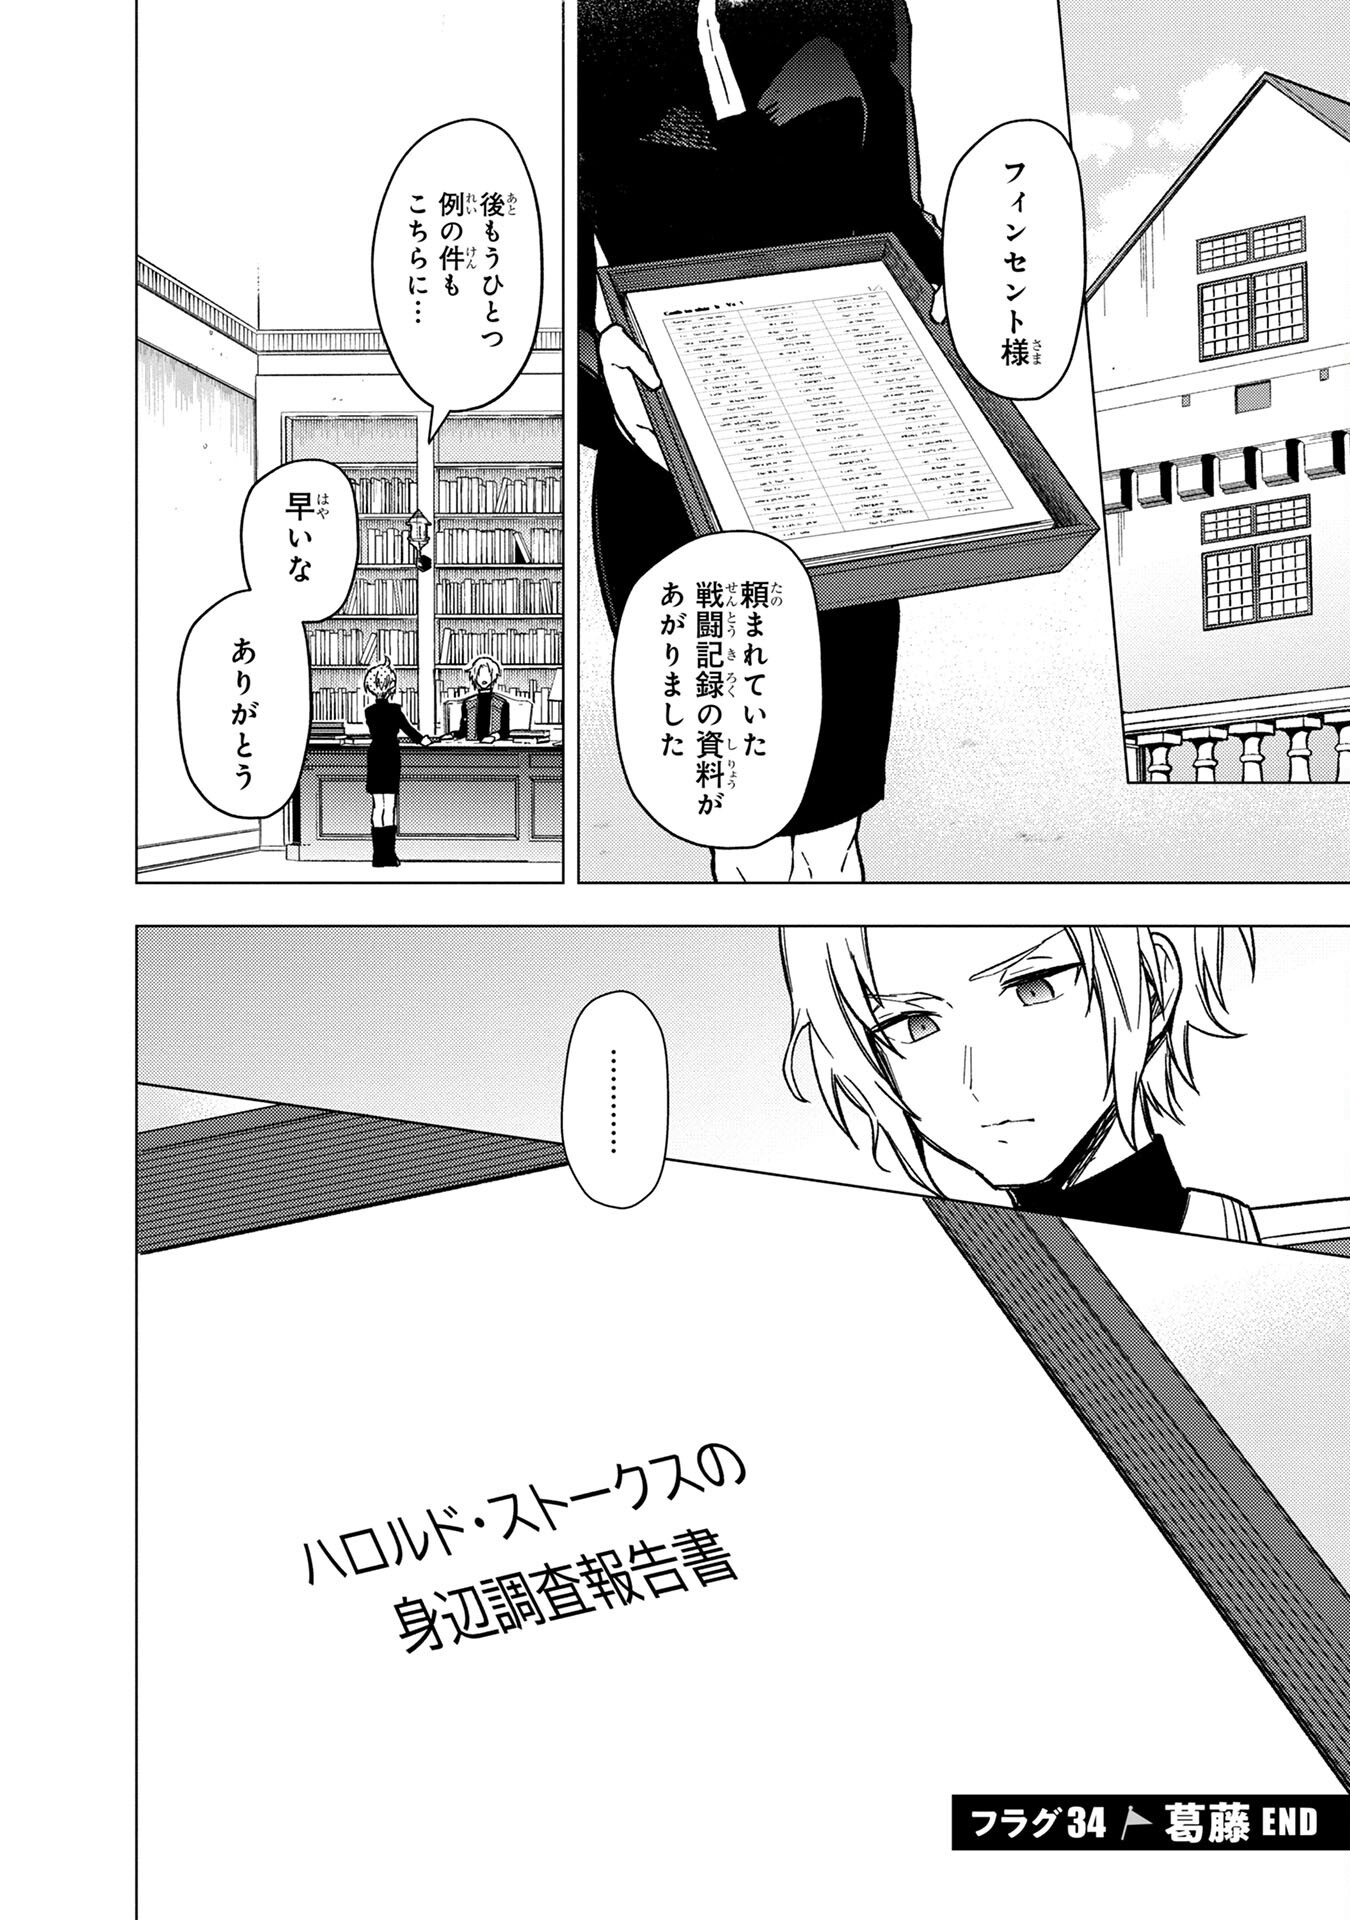 フィンセント様
頼まれていた
戦闘記録の資料が
あがりました
後もうひとつ
例の件も
こちらに…
早いな
ありがとう
…………
ハロルド・ストークスの
身辺調査報告書
フラグ34 葛藤 END